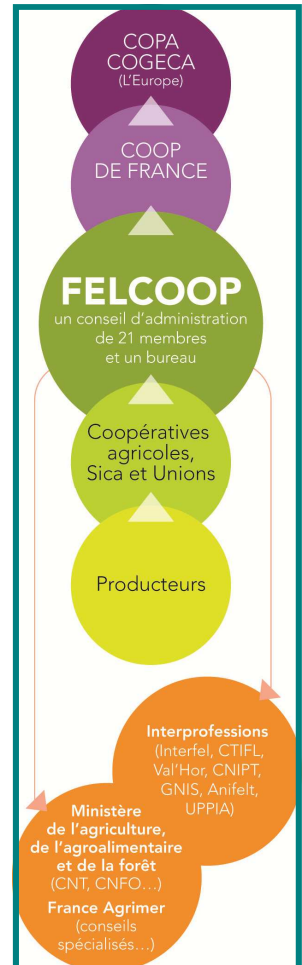 COPA
COGECA
(L'Europe)
COOP
DE FRANCE
FELCOOP
un conseil d'administration
de 21 membres
et un bureau
Coopératives
agricoles,
Sica et Unions
Producteurs
Interprofessions
(Interfel, CTIFL,
Val'Hor, CNIPT,
GNIS, Anifelt,
UPPIA)
Ministère
de l'agriculture,
de l'agroalimentaire
et de la forêt
(CNT, CNFO...)
France Agrimer
(conseils
spécialisés...)